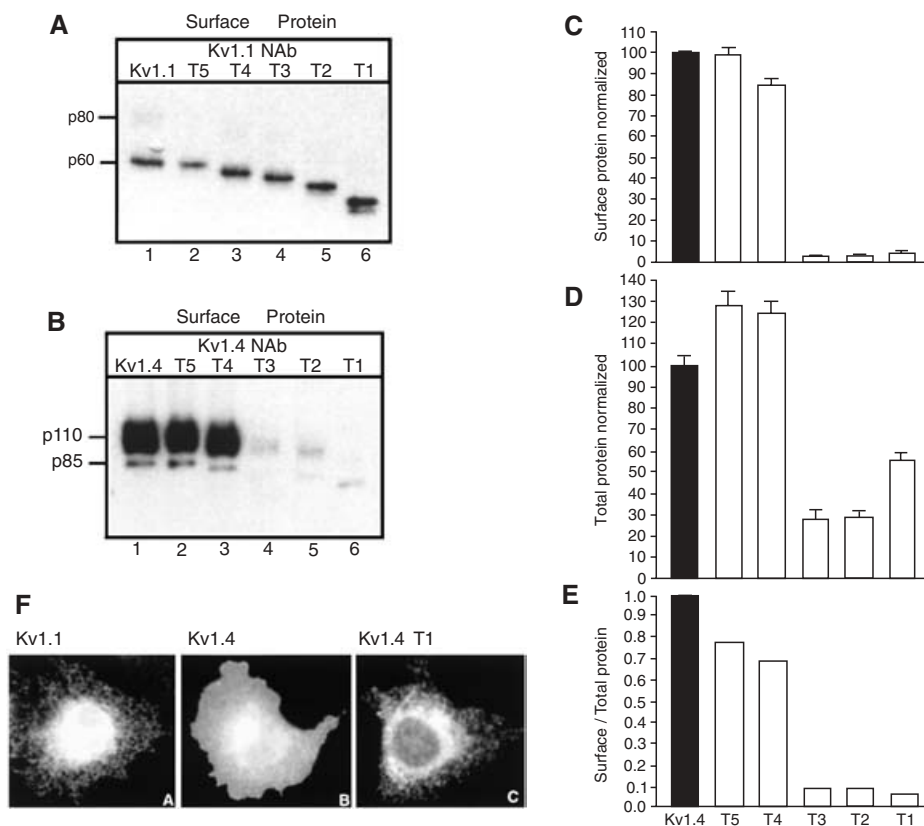 A
Surface Protein
Kv1.1 NAb
Kv1.1 T5 T4 T3 T2 T1
p80
p60
1 2 3 4 5 6
B
Surface Protein
Kv1.4 NAb
Kv1.4 T5 T4 T3 T2 T1
p110
p85
1 2 3 4 5 6
F
Kv1.1 Kv1.4 Kv1.4 T1
A B C
C
Surface protein normalized
110
100
90
80
70
60
50
40
30
20
10
0
D
Total protein normalized
140
130
120
110
100
90
80
70
60
50
40
30
20
10
0
E
Surface / Total protein
1.0
0.9
0.8
0.7
0.6
0.4
0.3
0.2
0.1
0.0
Kv1.4 T5 T4 T3 T2 T1